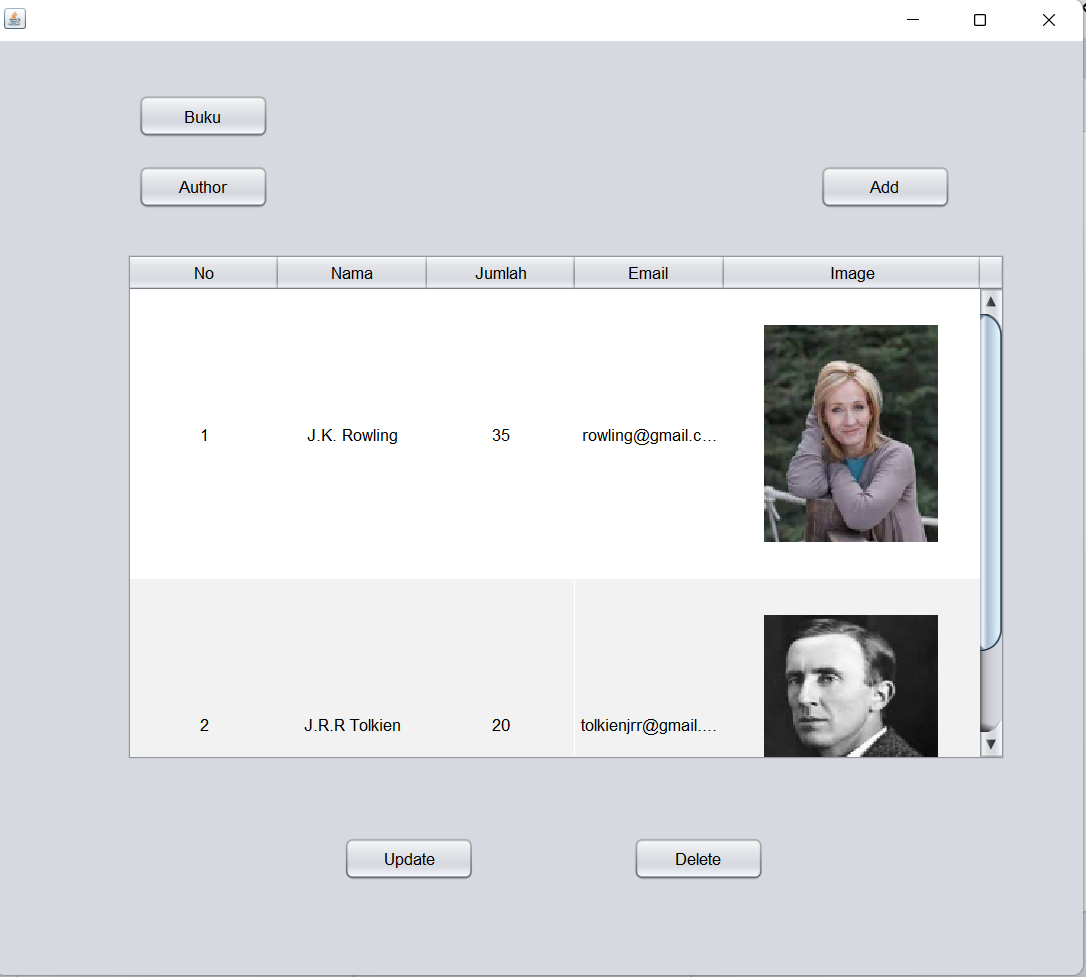 Buku
Author
Add
No Nama Jumlah Email Image
1 J.K. Rowling 35 rowling@gmail.c...
2 J.R.R Tolkien 20 tolkienjrr@gmail....
Update
Delete